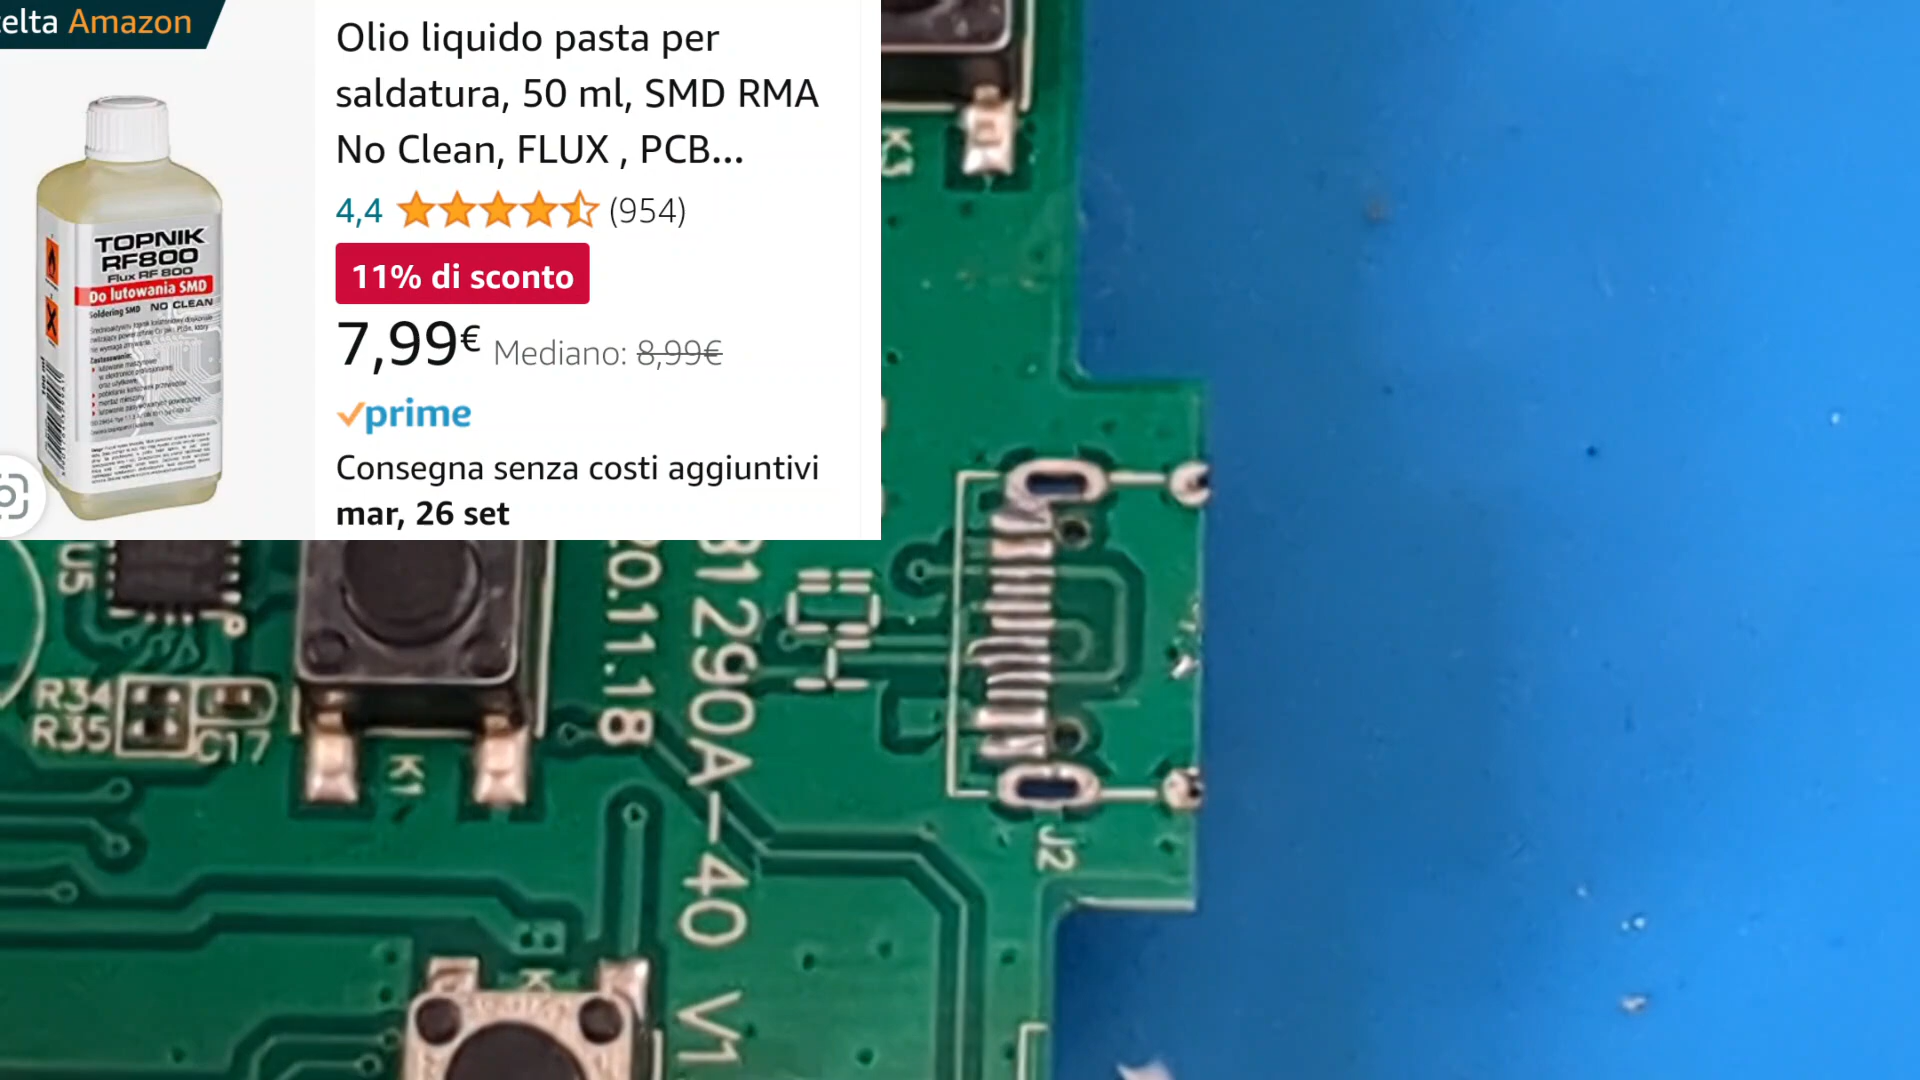 elta Amazon
Olio liquido pasta per
saldatura, 50 ml, SMD RMA
No Clean, FLUX , PCB...
4,4 (954)
11% di sconto
7,99€ Mediano: 8,99€
prime
Consegna senza costi aggiuntivi
mar, 26 set
TOPNIK
RF800
Flux RF 800
Do lutowania SMD
Soldering SMD NO CLEAN
K3
U5
R34
R35
C17
K1
0.11.18
1290A-40 V1
J2
K